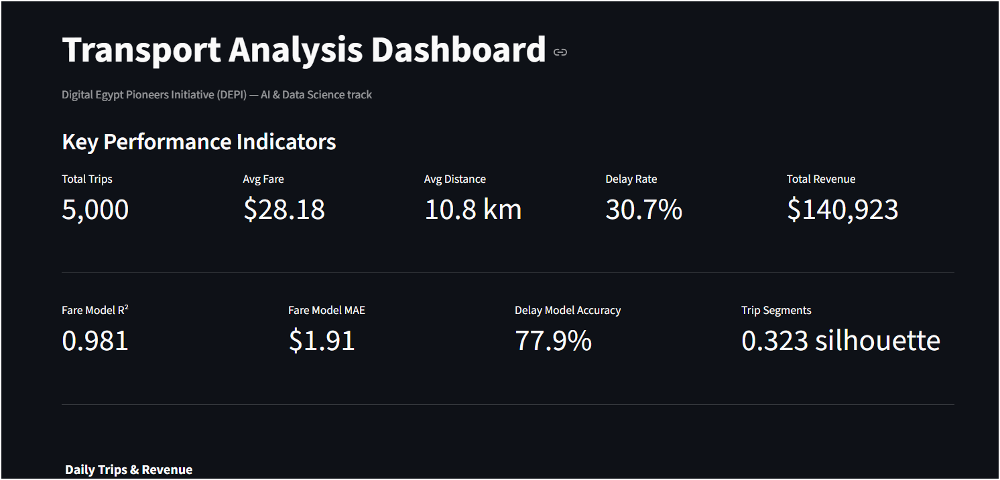 Transport Analysis Dashboard
Digital Egypt Pioneers Initiative (DEPI) — AI & Data Science track
Key Performance Indicators
Total Trips Avg Fare Avg Distance Delay Rate Total Revenue
5,000 $28.18 10.8 km 30.7% $140,923
Fare Model R² Fare Model MAE Delay Model Accuracy Trip Segments
0.981 $1.91 77.9% 0.323 silhouette
Daily Trips & Revenue